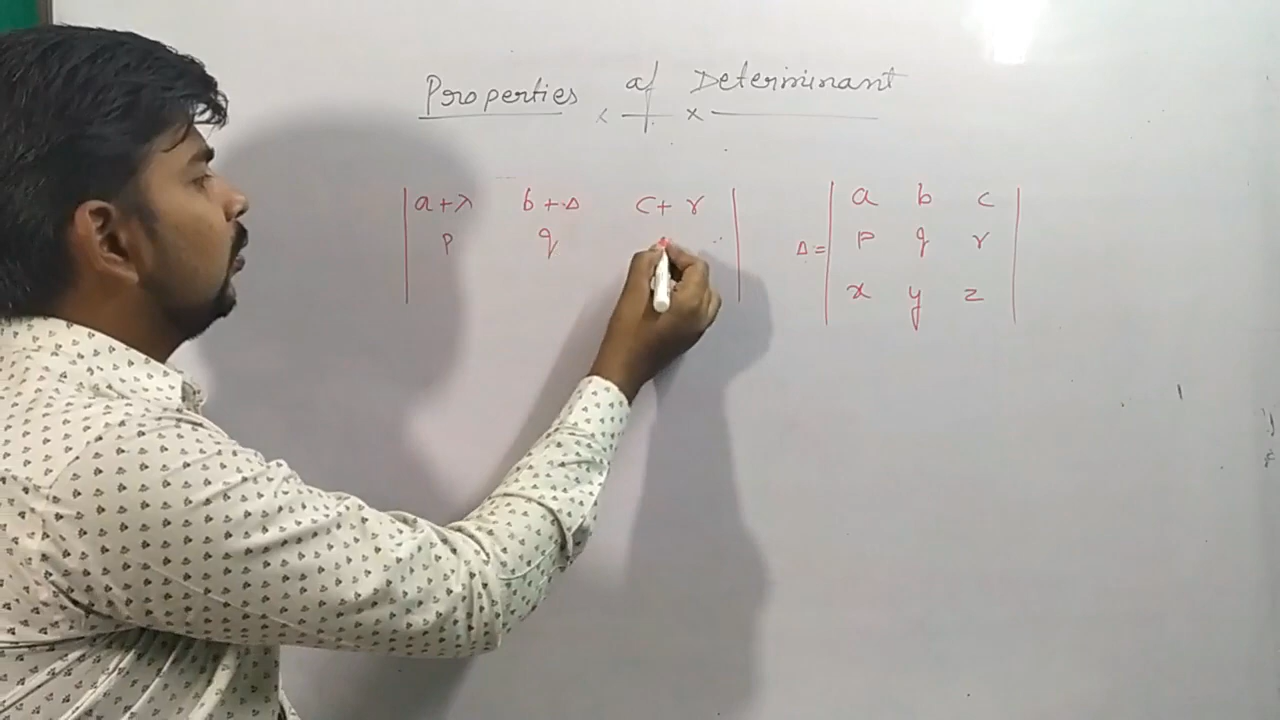 Properties of Determinant
× ×
a+λ b+Δ c+r
p q
Δ= a b c
p q r
x y z